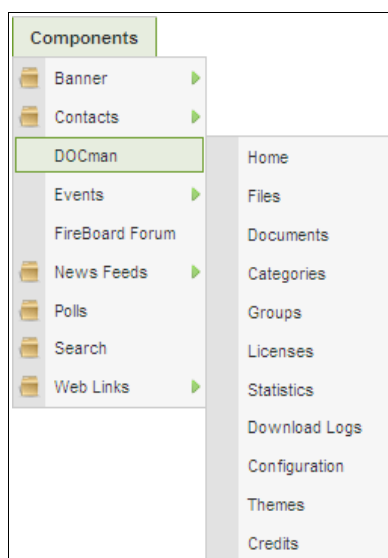 Components
Banner
Contacts
DOCman
Events
FireBoard Forum
News Feeds
Polls
Search
Web Links
Home
Files
Documents
Categories
Groups
Licenses
Statistics
Download Logs
Configuration
Themes
Credits